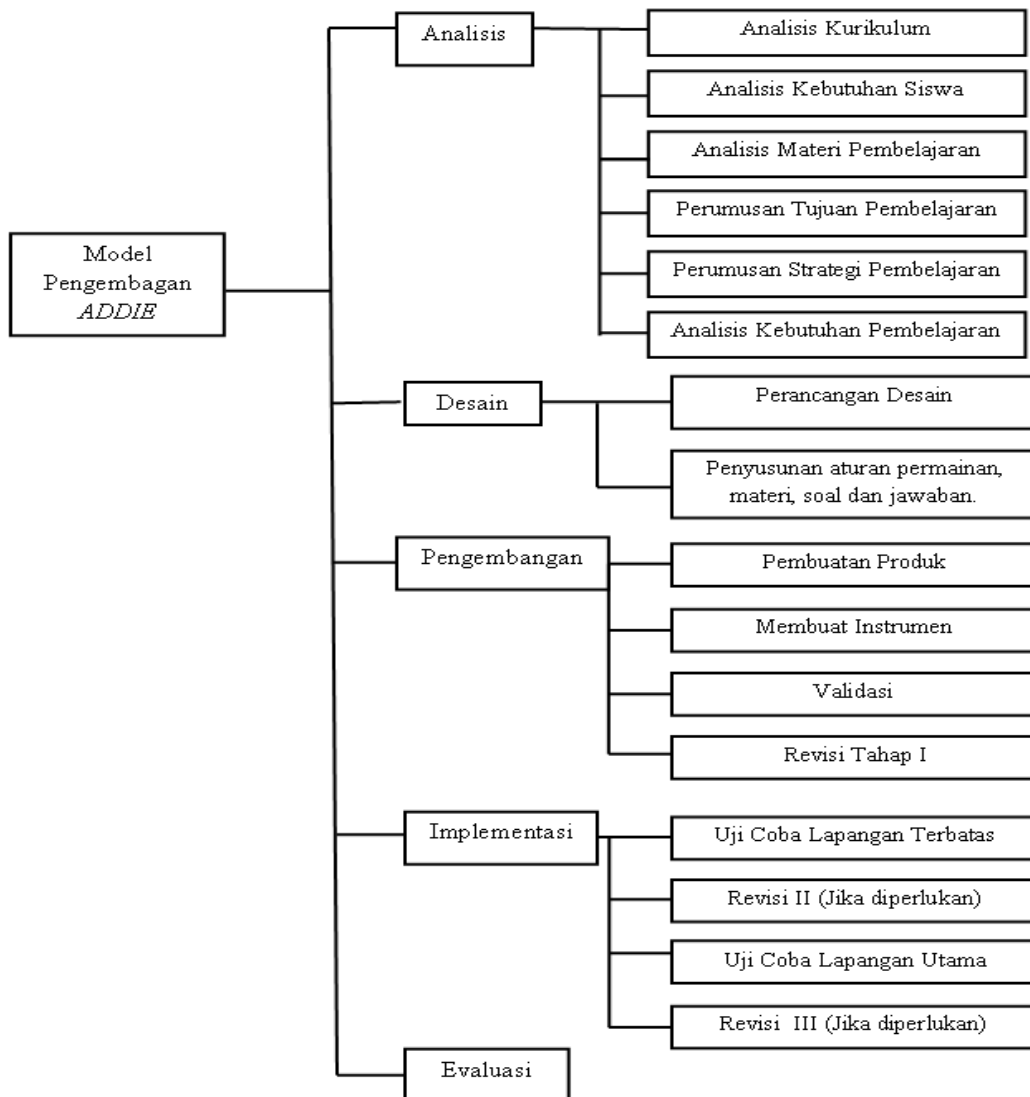 Model
Pengembagan
ADDIE
Analisis
Analisis Kurikulum
Analisis Kebutuhan Siswa
Analisis Materi Pembelajaran
Perumusan Tujuan Pembelajaran
Perumusan Strategi Pembelajaran
Analisis Kebutuhan Pembelajaran
Desain
Perancangan Desain
Penyusunan aturan permainan,
materi, soal dan jawaban.
Pengembangan
Pembuatan Produk
Membuat Instrumen
Validasi
Revisi Tahap I
Implementasi
Uji Coba Lapangan Terbatas
Revisi II (Jika diperlukan)
Uji Coba Lapangan Utama
Revisi III (Jika diperlukan)
Evaluasi